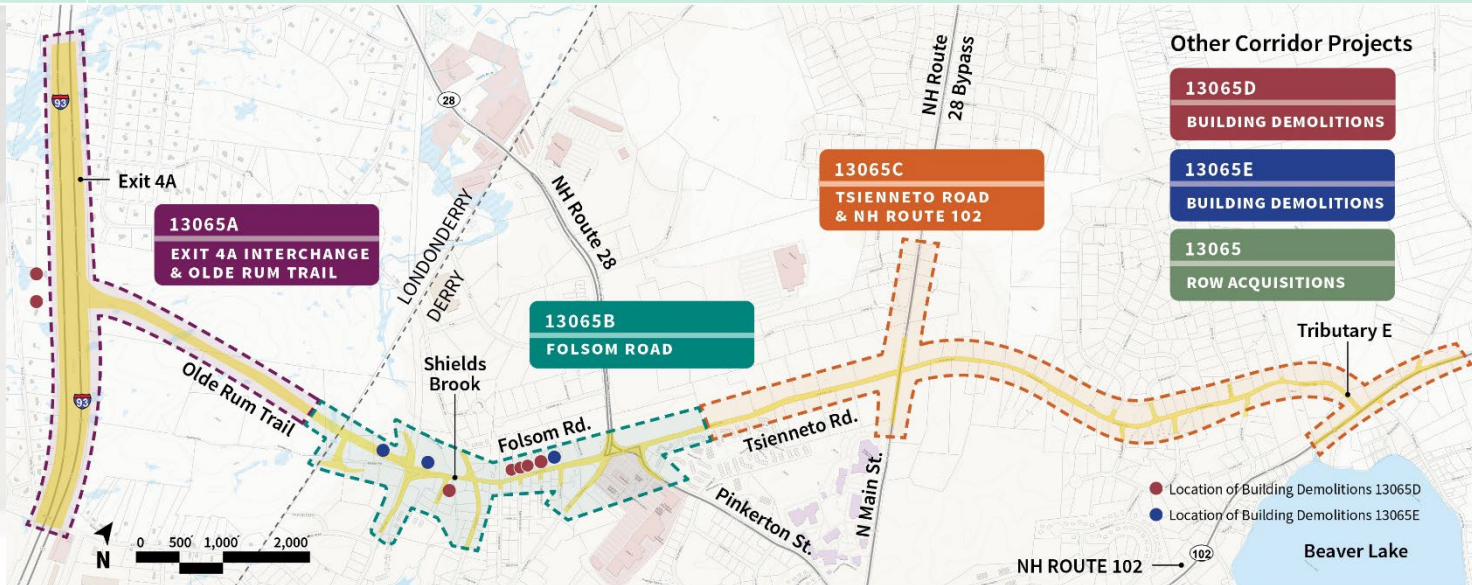 93
Exit 4A
13065A
EXIT 4A INTERCHANGE
& OLDE RUM TRAIL
93
Olde Rum Trail
LONDONDERRY
DERRY
28
NH Route 28
Shields
Brook
13065B
FOLSOM ROAD
Folsom Rd.
Pinkerton St.
Tsienneto Rd.
N Main St.
NH Route
28 Bypass
13065C
TSIENNETO ROAD
& NH ROUTE 102
Other Corridor Projects
13065D
BUILDING DEMOLITIONS
13065E
BUILDING DEMOLITIONS
13065
ROW ACQUISITIONS
Tributary E
Location of Building Demolitions 13065D
Location of Building Demolitions 13065E
Beaver Lake
NH ROUTE 102
102
N
0 500 1,000 2,000